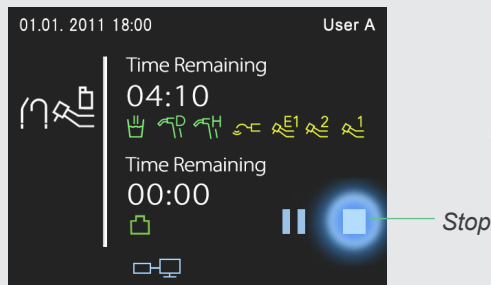 01.01. 2011 18:00 User A
Time Remaining
04:10
D H E1 2 1
Time Remaining
00:00
Stop